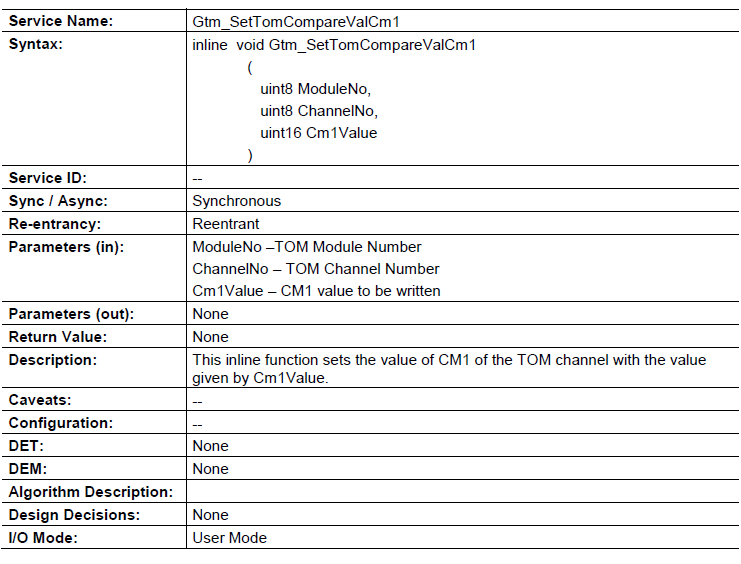 Service Name: Gtm_SetTomCompareValCm1
Syntax: inline  void Gtm_SetTomCompareValCm1
(
uint8 ModuleNo,
uint8 ChannelNo,
uint16 Cm1Value
)
Service ID: --
Sync / Async: Synchronous
Re-entrancy: Reentrant
Parameters (in): ModuleNo –TOM Module Number
ChannelNo – TOM Channel Number
Cm1Value – CM1 value to be written
Parameters (out): None
Return Value: None
Description: This inline function sets the value of CM1 of the TOM channel with the value
given by Cm1Value.
Caveats: --
Configuration: --
DET: None
DEM: None
Algorithm Description:
Design Decisions: None
I/O Mode: User Mode